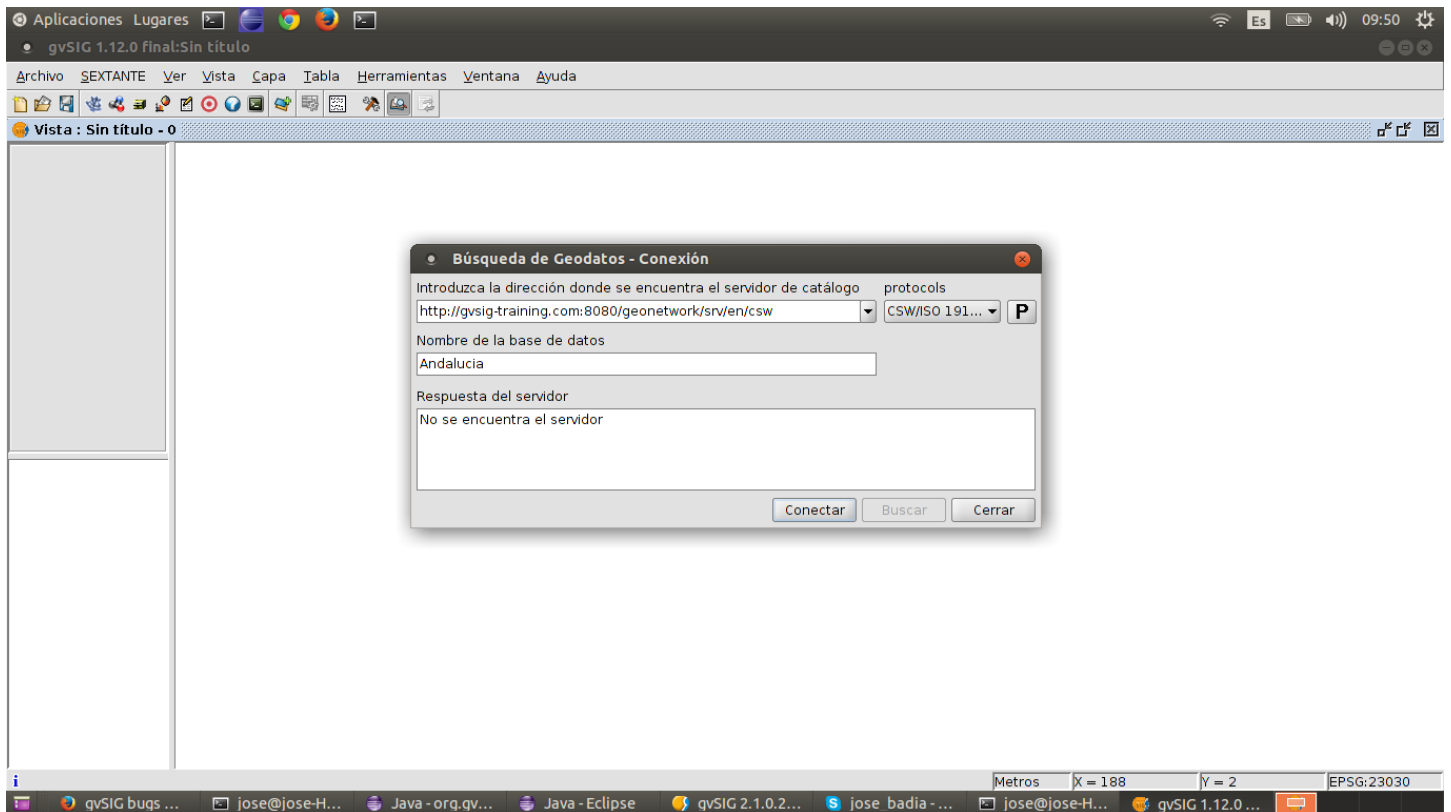 Aplicaciones Lugares Es 09:50
gvSIG 1.12.0 final:Sin título
Archivo SEXTANTE Ver Vista Capa Tabla Herramientas Ventana Ayuda
Vista : Sin título - 0
Búsqueda de Geodatos - Conexión
Introduzca la dirección donde se encuentra el servidor de catálogo protocols
http://gvsig-training.com:8080/geonetwork/srv/en/csw CSW/ISO 191... P
Nombre de la base de datos
Andalucia
Respuesta del servidor
No se encuentra el servidor
Conectar Buscar Cerrar
Metros X = 188 Y = 2 EPSG:23030
gvSIG bugs ... jose@jose-H... Java - org.gv... Java - Eclipse gvSIG 2.1.0.2... jose_badia - ... jose@jose-H... gvSIG 1.12.0 ...